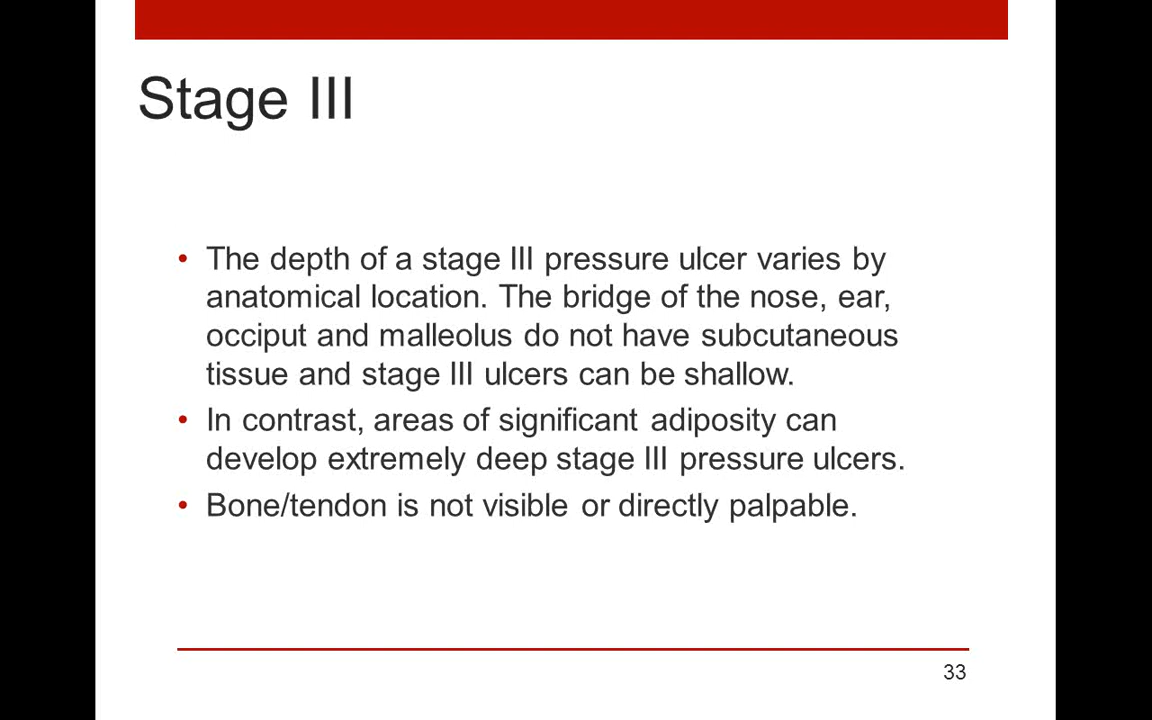 Stage III
• The depth of a stage III pressure ulcer varies by
anatomical location. The bridge of the nose, ear,
occiput and malleolus do not have subcutaneous
tissue and stage III ulcers can be shallow.
• In contrast, areas of significant adiposity can
develop extremely deep stage III pressure ulcers.
• Bone/tendon is not visible or directly palpable.
33